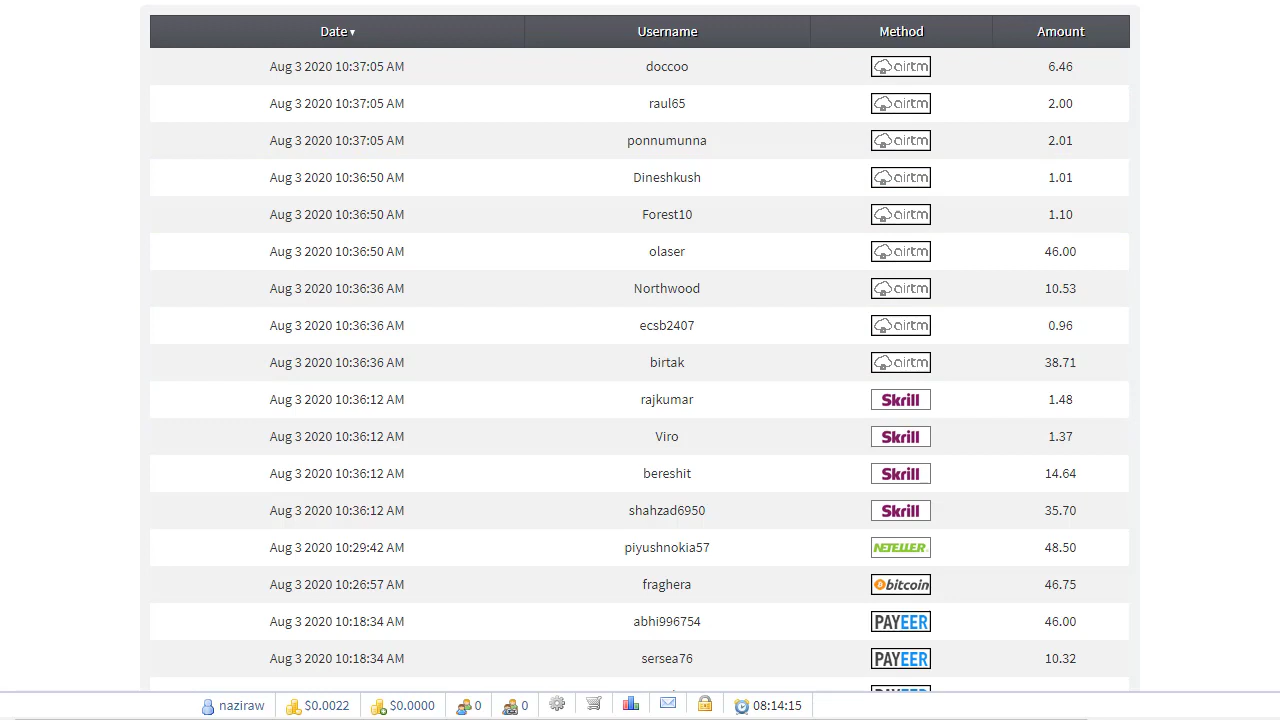 Date▼ Username Method Amount
Aug 3 2020 10:37:05 AM doccoo airtm 6.46
Aug 3 2020 10:37:05 AM raul65 airtm 2.00
Aug 3 2020 10:37:05 AM ponnumunna airtm 2.01
Aug 3 2020 10:36:50 AM Dineshkush airtm 1.01
Aug 3 2020 10:36:50 AM Forest10 airtm 1.10
Aug 3 2020 10:36:50 AM olaser airtm 46.00
Aug 3 2020 10:36:36 AM Northwood airtm 10.53
Aug 3 2020 10:36:36 AM ecsb2407 airtm 0.96
Aug 3 2020 10:36:36 AM birtak airtm 38.71
Aug 3 2020 10:36:12 AM rajkumar Skrill 1.48
Aug 3 2020 10:36:12 AM Viro Skrill 1.37
Aug 3 2020 10:36:12 AM bereshit Skrill 14.64
Aug 3 2020 10:36:12 AM shahzad6950 Skrill 35.70
Aug 3 2020 10:29:42 AM piyushnokia57 NETELLER 48.50
Aug 3 2020 10:26:57 AM fraghera bitcoin 46.75
Aug 3 2020 10:18:34 AM abhi996754 PAYEER 46.00
Aug 3 2020 10:18:34 AM sersea76 PAYEER 10.32
naziraw $0.0022 $0.0000 0 0 08:14:15